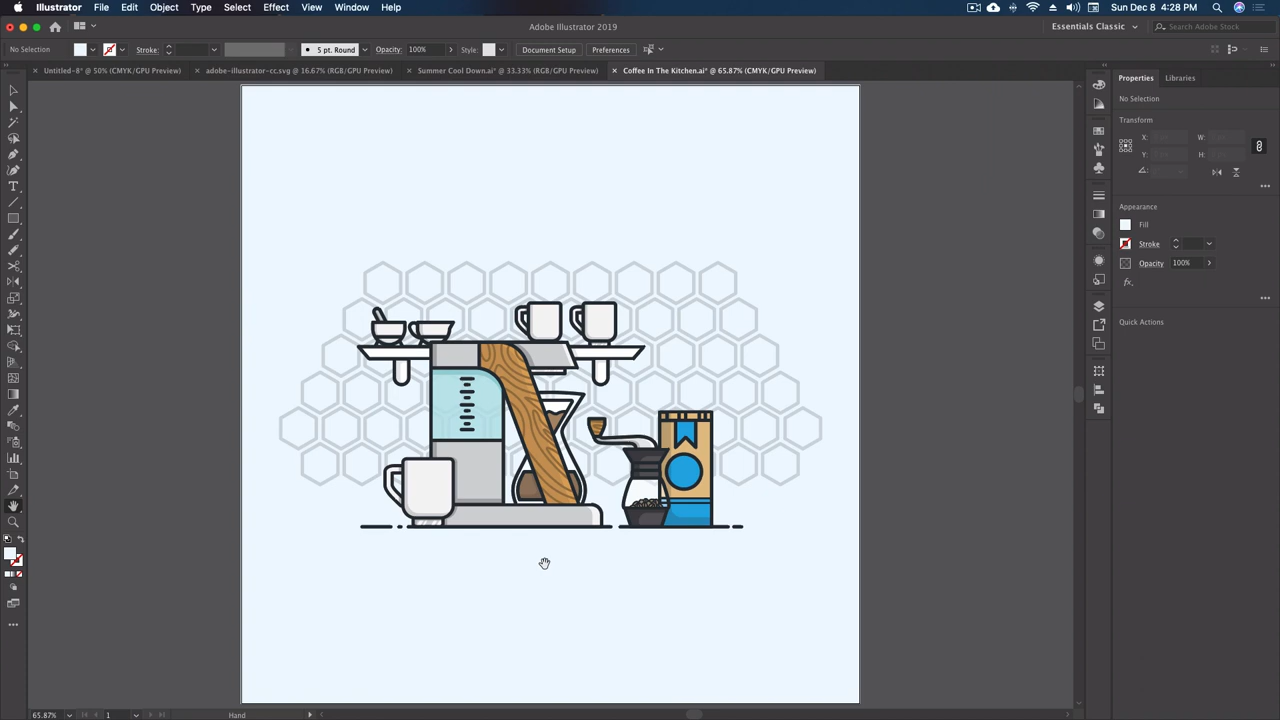 Illustrator File Edit Object Type Select Effect View Window Help Sun Dec 8 4:28 PM
Adobe Illustrator 2019 Essentials Classic Search Adobe Stock
No Selection Stroke: 5 pt. Round Opacity: 100% Style: Document Setup Preferences
Untitled-8* @ 50% (CMYK/GPU Preview) adobe-illustrator-cc.svg @ 16.67% (RGB/GPU Preview) Summer Cool Down.ai* @ 33.33% (RGB/GPU Preview) Coffee In The Kitchen.ai* @ 65.87% (CMYK/GPU Preview)
Properties Libraries
No Selection
Transform
X: W:
Y: H:
Appearance
Fill
Stroke
Opacity 100%
fx.
Quick Actions
65.87% 1 Hand